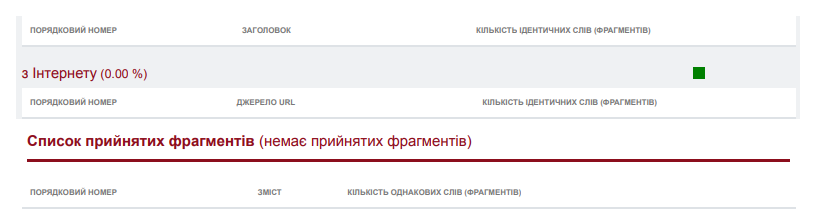 ПОРЯДКОВИЙ НОМЕР ЗАГОЛОВОК КІЛЬКІСТЬ ІДЕНТИЧНИХ СЛІВ (ФРАГМЕНТІВ)
з Інтернету (0.00 %)
ПОРЯДКОВИЙ НОМЕР ДЖЕРЕЛО URL КІЛЬКІСТЬ ІДЕНТИЧНИХ СЛІВ (ФРАГМЕНТІВ)
Список прийнятих фрагментів (немає прийнятих фрагментів)
ПОРЯДКОВИЙ НОМЕР ЗМІСТ КІЛЬКІСТЬ ОДНАКОВИХ СЛІВ (ФРАГМЕНТІВ)